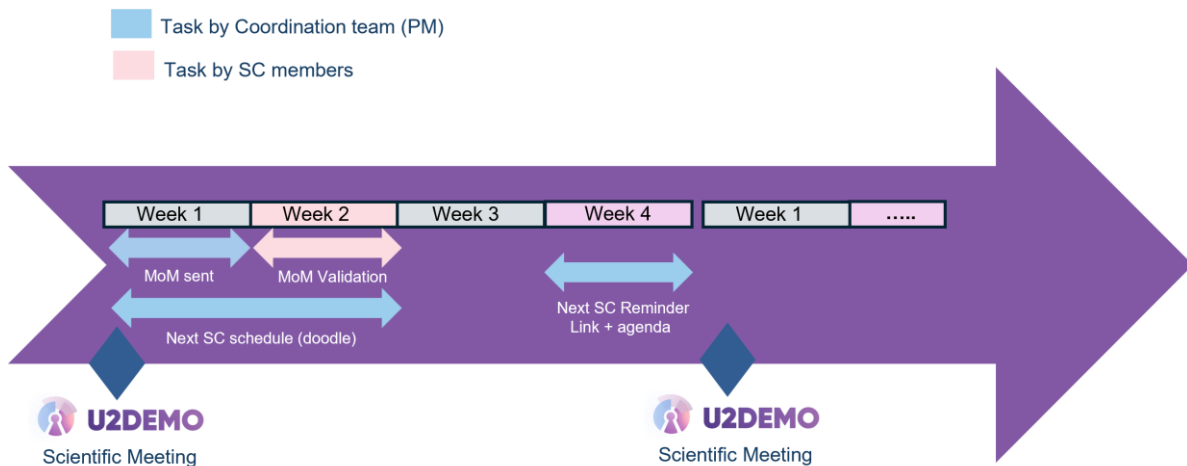 Task by Coordination team (PM)
Task by SC members
Week 1
Week 2
Week 3
Week 4
Week 1
.....
MoM sent
MoM Validation
Next SC schedule (doodle)
Next SC Reminder
Link + agenda
U2DEMO
Scientific Meeting
U2DEMO
Scientific Meeting